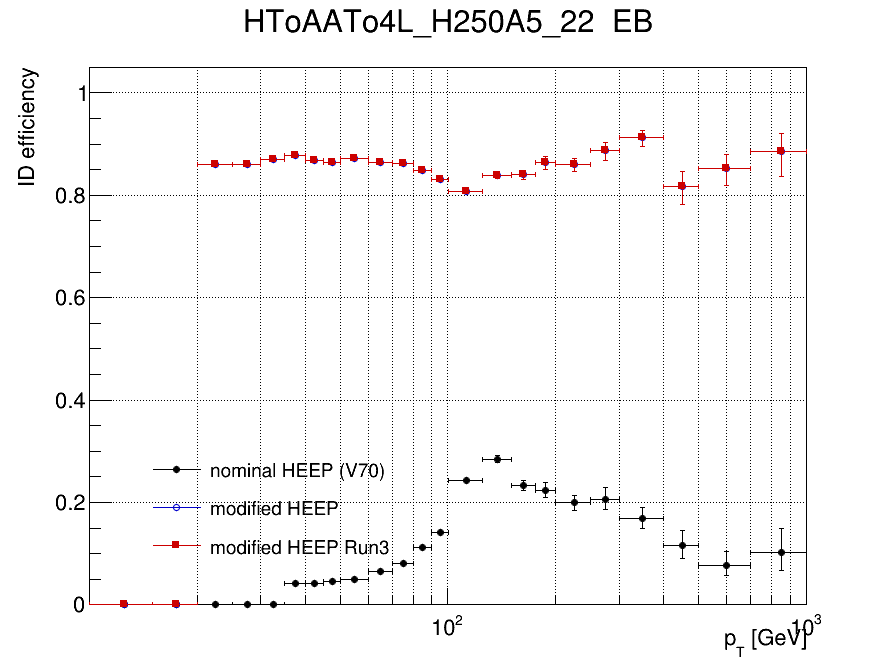 HToAATo4L_H250A5_22 EB
ID efficiency
1
0.8
0.6
0.4
0.2
0
nominal HEEP (V70)
modified HEEP
modified HEEP Run3
10²
10³
p_T [GeV]